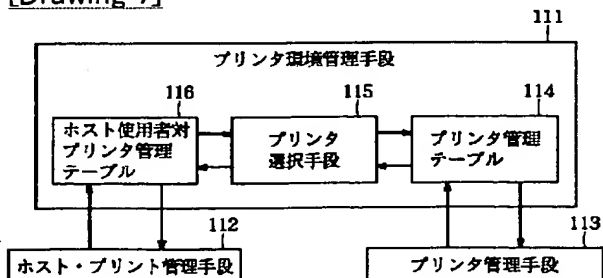 [Drawing 7]
111
プリンタ環境管理手段
116
115
114
ホスト使用者対
プリンタ管理
テーブル
プリンタ
選択手段
プリンタ管理
テーブル
112
113
ホスト・プリント管理手段
プリンタ管理手段